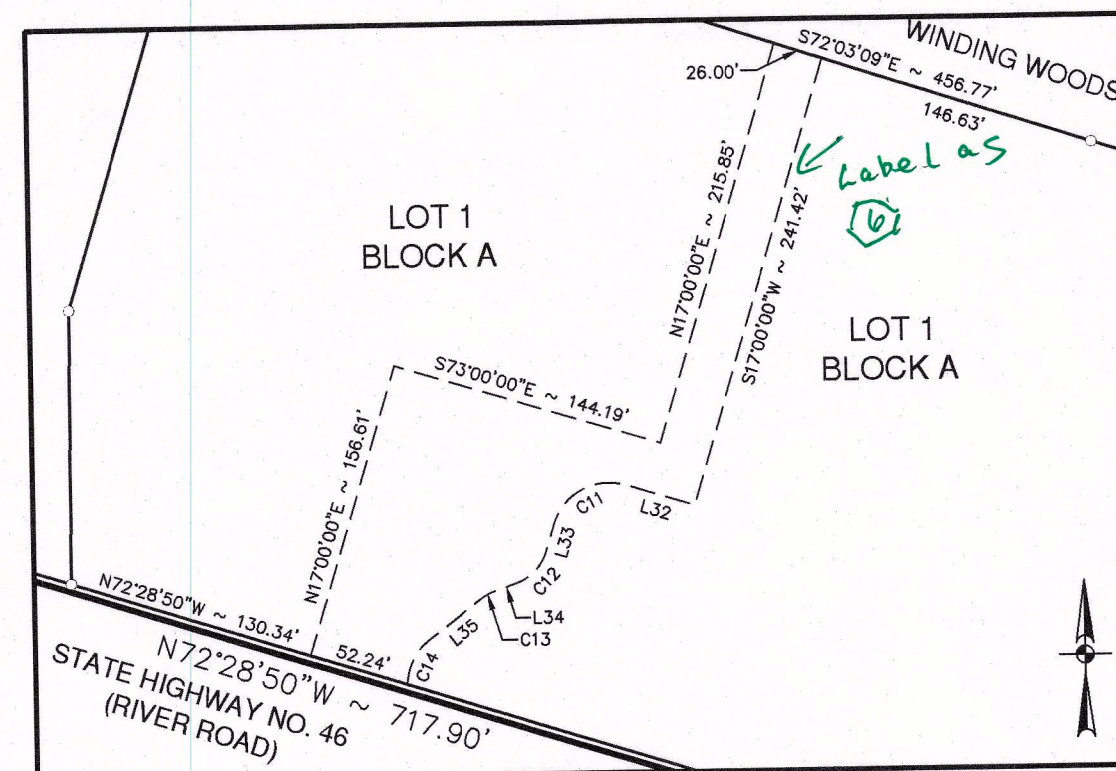 WINDING WOODS
S72°03'09"E ~ 456.77'
26.00'
146.63'
Label as
6
N17°00'00"E ~ 215.85'
S17°00'00"W ~ 241.42'
LOT 1
BLOCK A
LOT 1
BLOCK A
S73°00'00"E ~ 144.19'
N17°00'00"E ~ 156.61'
C11
L32
L33
C12
L34
C13
L35
C14
N72°28'50"W ~ 130.34'
52.24'
N72°28'50"W ~ 717.90'
STATE HIGHWAY NO. 46
(RIVER ROAD)